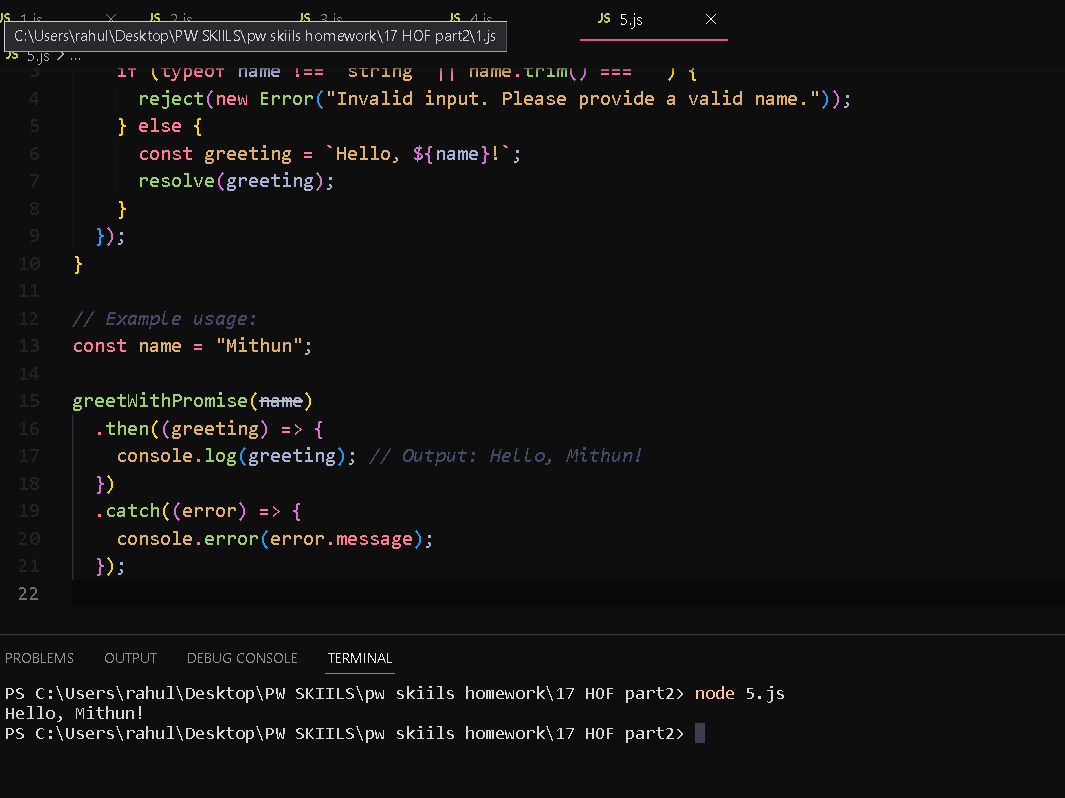 JS 1.js JS 2.js JS 3.js JS 4.js JS 5.js
C:\Users\rahul\Desktop\PW SKIILS\pw skiils homework\17 HOF part2\1.js
JS 5.js > ...
3 if (typeof name !== "string" || name.trim() === "") {
4 reject(new Error("Invalid input. Please provide a valid name."));
5 } else {
6 const greeting = `Hello, ${name}!`;
7 resolve(greeting);
8 }
9 });
10 }
11
12 // Example usage:
13 const name = "Mithun";
14
15 greetWithPromise(name)
16 .then((greeting) => {
17 console.log(greeting); // Output: Hello, Mithun!
18 })
19 .catch((error) => {
20 console.error(error.message);
21 });
22
PROBLEMS OUTPUT DEBUG CONSOLE TERMINAL
PS C:\Users\rahul\Desktop\PW SKIILS\pw skiils homework\17 HOF part2> node 5.js
Hello, Mithun!
PS C:\Users\rahul\Desktop\PW SKIILS\pw skiils homework\17 HOF part2>